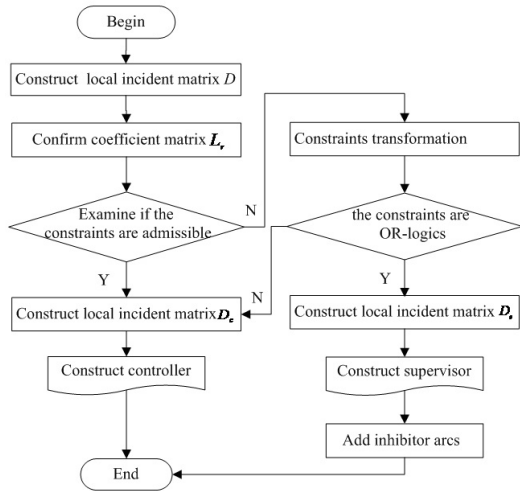 Begin
Construct local incident matrix D
Confirm coefficient matrix Lr
Examine if the
constraints are admissible
N
Y
Construct local incident matrix Dc
Construct controller
End
Constraints transformation
the constraints are
OR-logics
N
Y
Construct local incident matrix Ds
Construct supervisor
Add inhibitor arcs